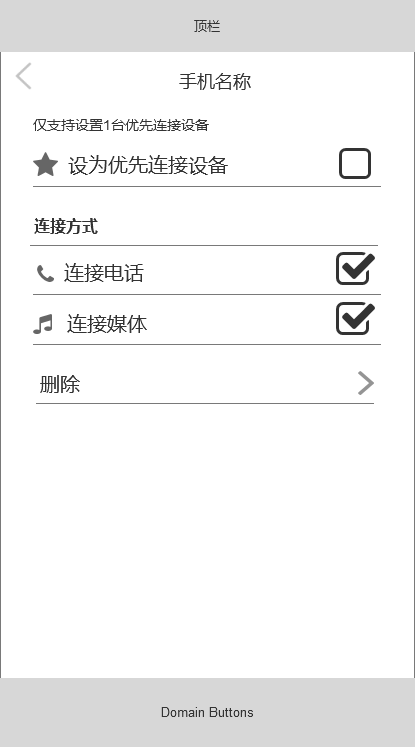 顶栏
手机名称
仅支持设置1台优先连接设备
设为优先连接设备
连接方式
连接电话
连接媒体
删除
Domain Buttons